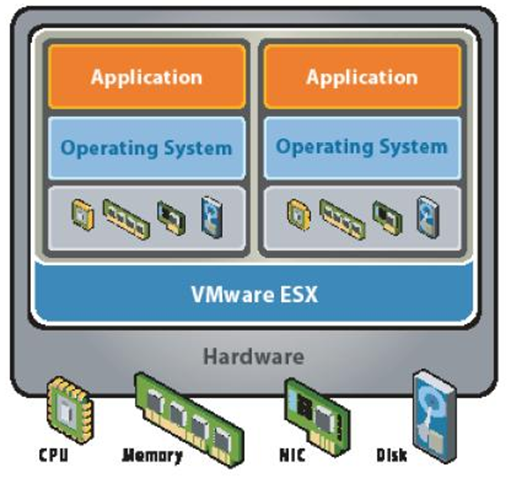 Application
Application
Operating System
Operating System
VMware ESX
Hardware
CPU
Memory
NIC
Disk